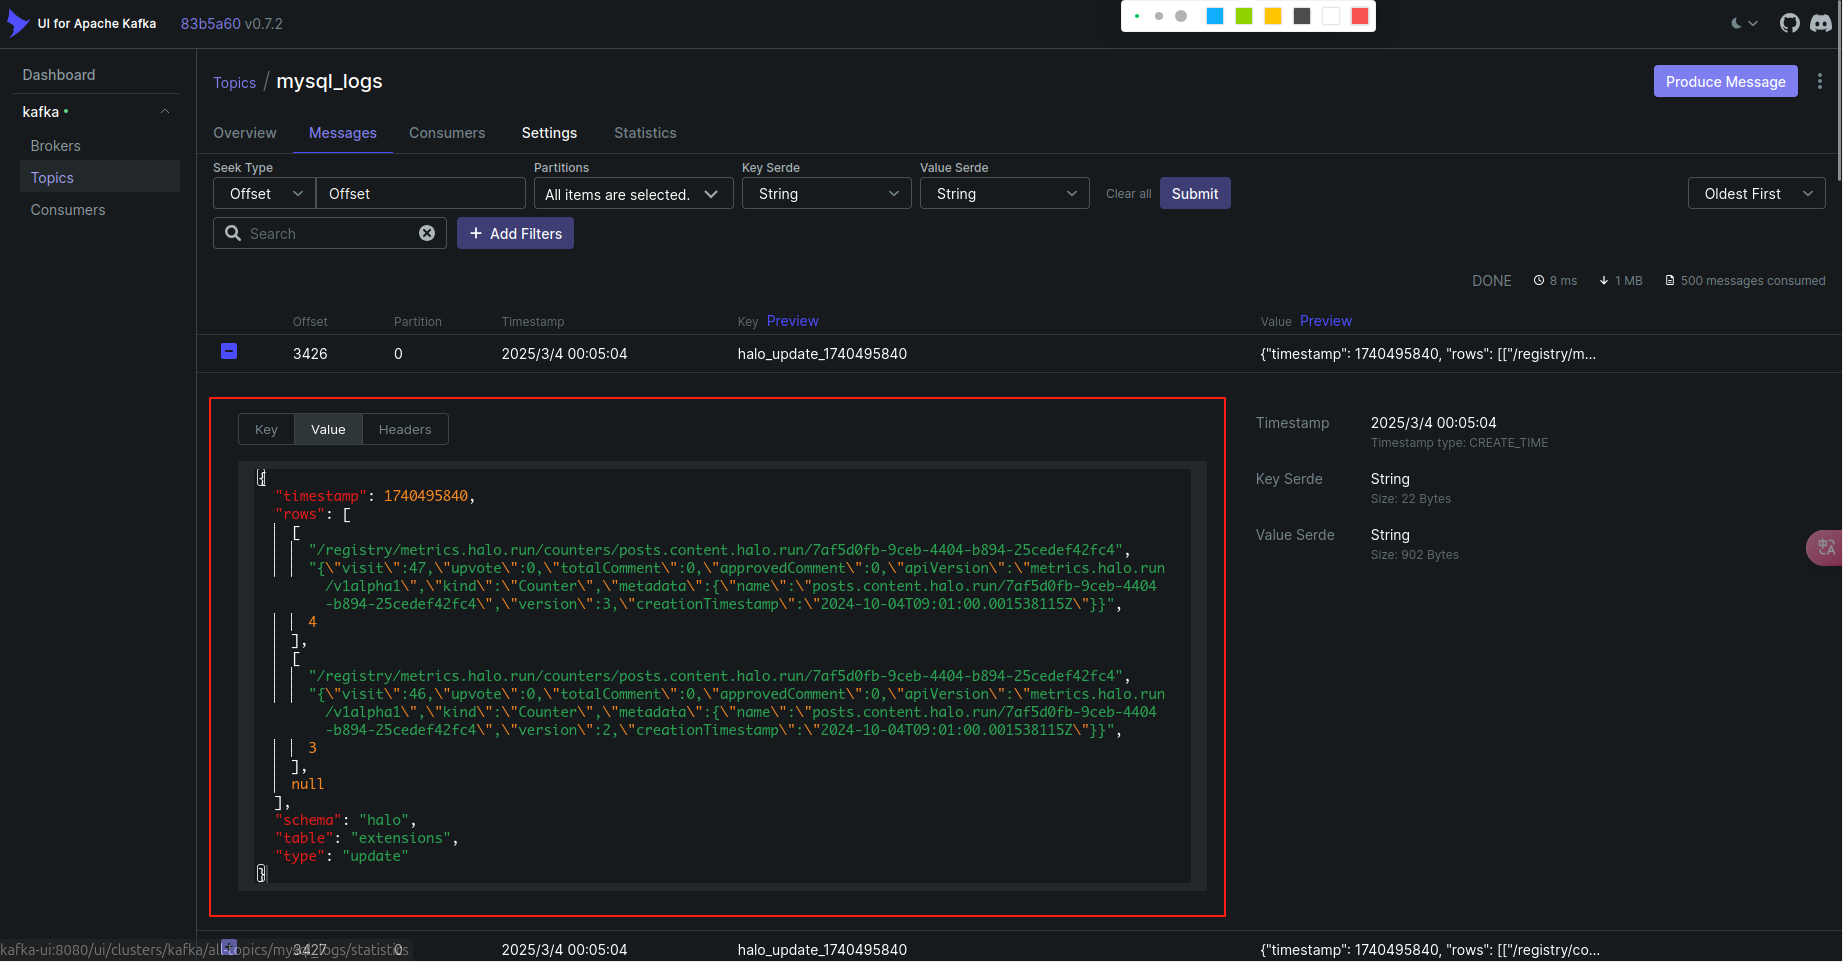 UI for Apache Kafka 83b5a60 v0.7.2
Dashboard
kafka
Brokers
Topics
Consumers
Topics / mysql_logs
Produce Message
Overview Messages Consumers Settings Statistics
Seek Type Partitions Key Serde Value Serde
Offset Offset All items are selected. String String Clear all Submit Oldest First
Search + Add Filters
DONE 8 ms 1 MB 500 messages consumed
Offset Partition Timestamp Key Preview Value Preview
3426 0 2025/3/4 00:05:04 halo_update_1740495840 {"timestamp": 1740495840, "rows": [["/registry/m...
Key Value Headers
{
"timestamp": 1740495840,
"rows": [
[
"/registry/metrics.halo.run/counters/posts.content.halo.run/7af5d0fb-9ceb-4404-b894-25cedef42fc4",
"{\"visit\":47,\"upvote\":0,\"totalComment\":0,\"approvedComment\":0,\"apiVersion\":\"metrics.halo.run
/v1alpha1\",\"kind\":\"Counter\",\"metadata\":{\"name\":\"posts.content.halo.run/7af5d0fb-9ceb-4404
-b894-25cedef42fc4\",\"version\":3,\"creationTimestamp\":\"2024-10-04T09:01:00.001538115Z\"}}",
4
],
[
"/registry/metrics.halo.run/counters/posts.content.halo.run/7af5d0fb-9ceb-4404-b894-25cedef42fc4",
"{\"visit\":46,\"upvote\":0,\"totalComment\":0,\"approvedComment\":0,\"apiVersion\":\"metrics.halo.run
/v1alpha1\",\"kind\":\"Counter\",\"metadata\":{\"name\":\"posts.content.halo.run/7af5d0fb-9ceb-4404
-b894-25cedef42fc4\",\"version\":2,\"creationTimestamp\":\"2024-10-04T09:01:00.001538115Z\"}}",
3
],
null
],
"schema": "halo",
"table": "extensions",
"type": "update"
}
Timestamp 2025/3/4 00:05:04
Timestamp type: CREATE_TIME
Key Serde String
Size: 22 Bytes
Value Serde String
Size: 902 Bytes
中A
3427 0 2025/3/4 00:05:04 halo_update_1740495840 {"timestamp": 1740495840, "rows": [["/registry/co...
kafka-ui:8080/ui/clusters/kafka/all-topics/mysql_logs/statistics